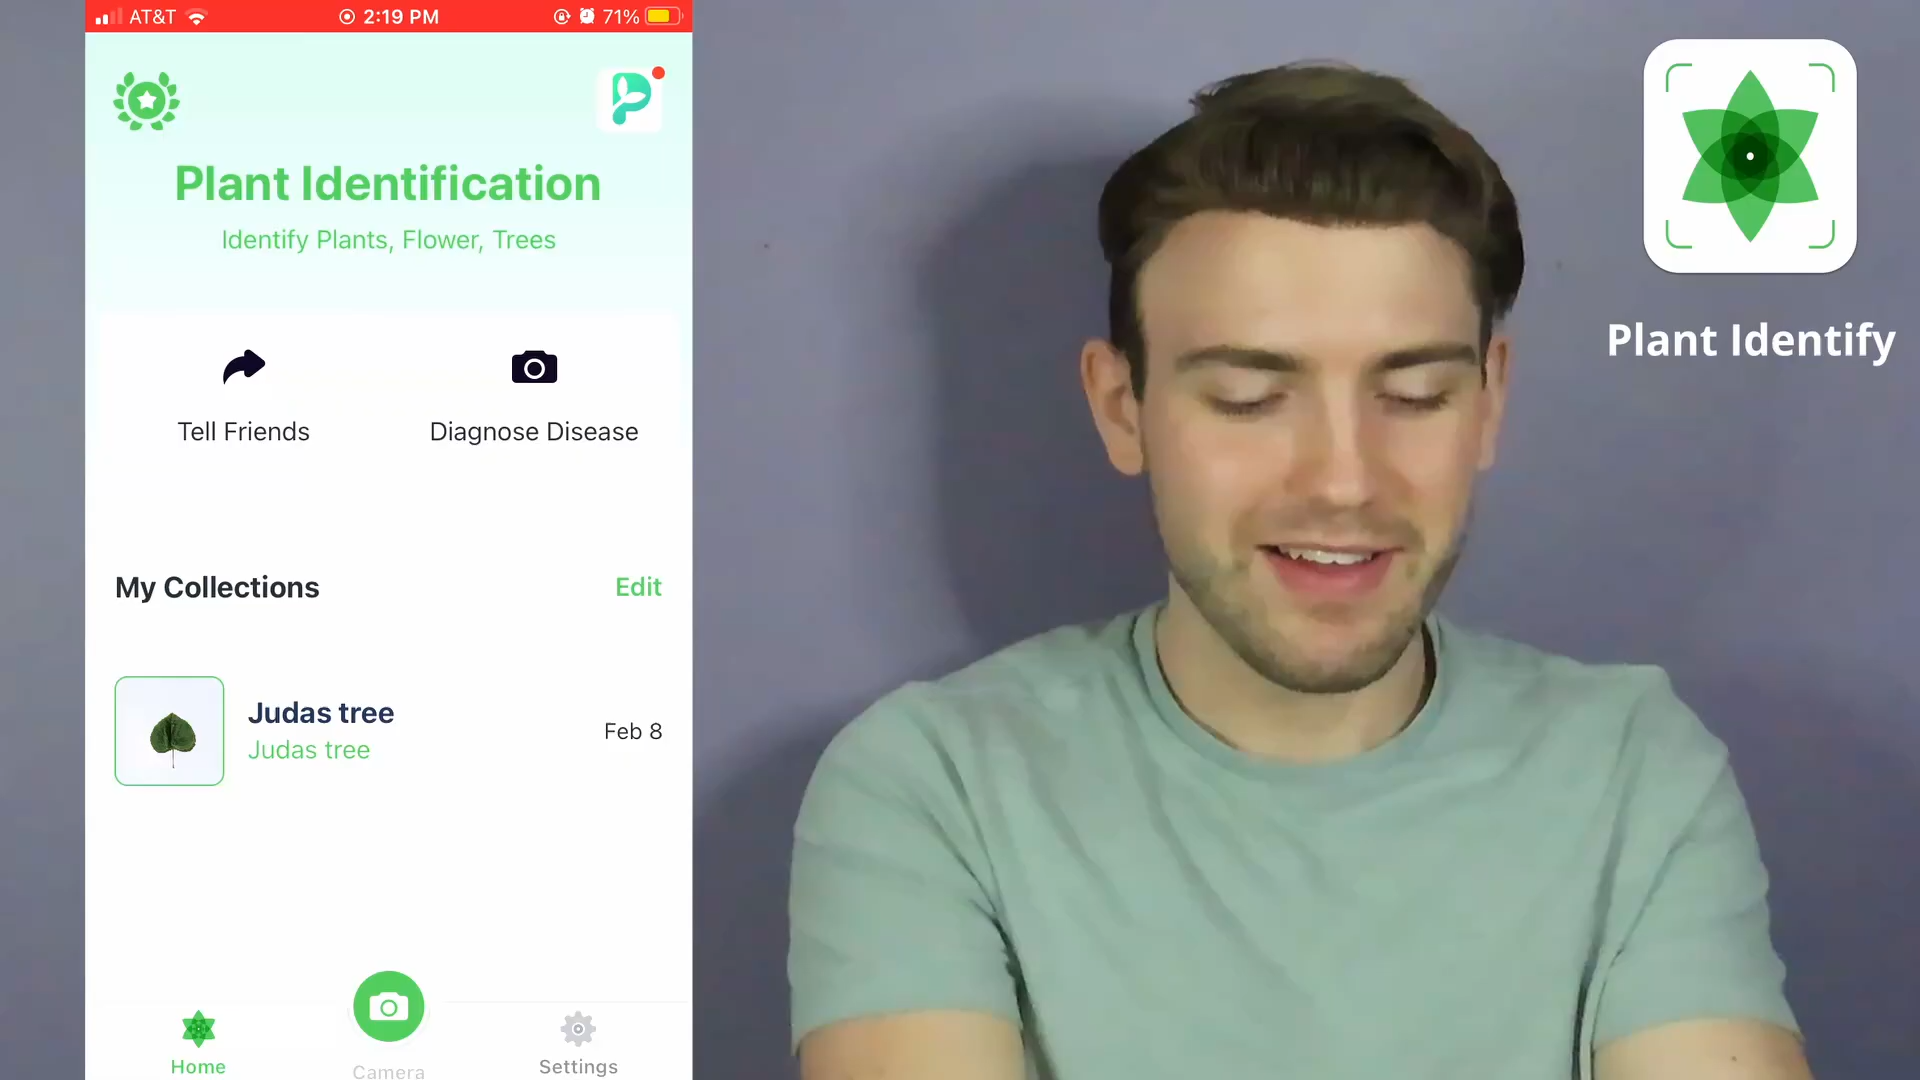 AT&T 2:19 PM 71%
Plant Identification
Identify Plants, Flower, Trees
Tell Friends
Diagnose Disease
My Collections
Edit
Judas tree
Judas tree
Feb 8
Home
Camera
Settings
Plant Identify